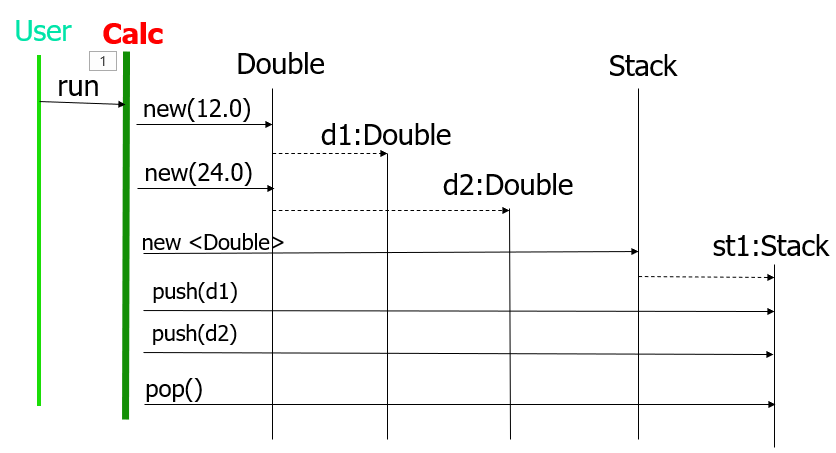 User
Calc
1
Double
Stack
run
new(12.0)
d1:Double
new(24.0)
d2:Double
new <Double>
st1:Stack
push(d1)
push(d2)
pop()